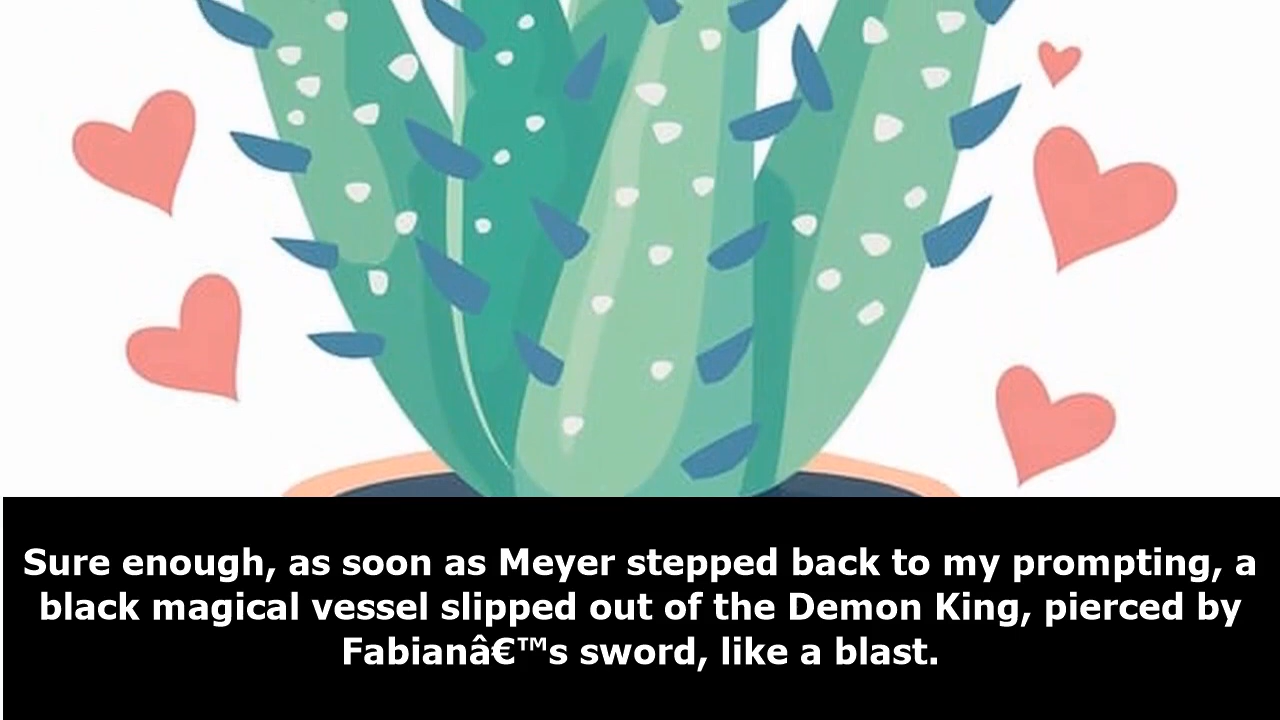 Sure enough, as soon as Meyer stepped back to my prompting, a
black magical vessel slipped out of the Demon King, pierced by
Fabianâ€™s sword, like a blast.